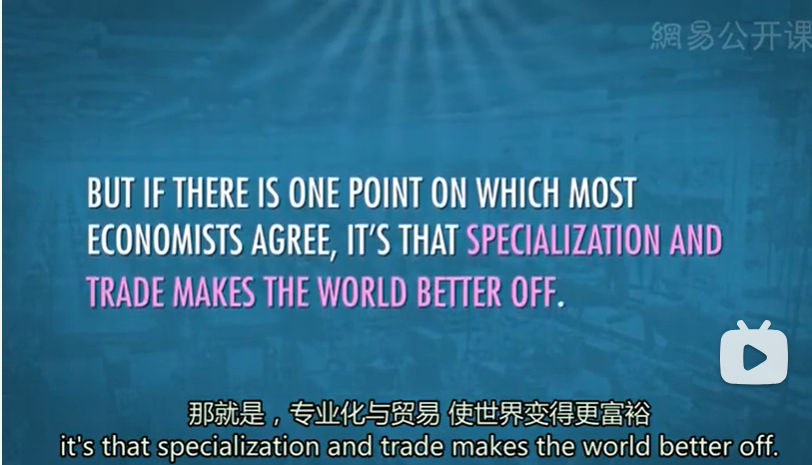 網易公开课
BUT IF THERE IS ONE POINT ON WHICH MOST
ECONOMISTS AGREE, IT'S THAT SPECIALIZATION AND
TRADE MAKES THE WORLD BETTER OFF.
那就是，专业化与贸易 使世界变得更富裕
it's that specialization and trade makes the world better off.